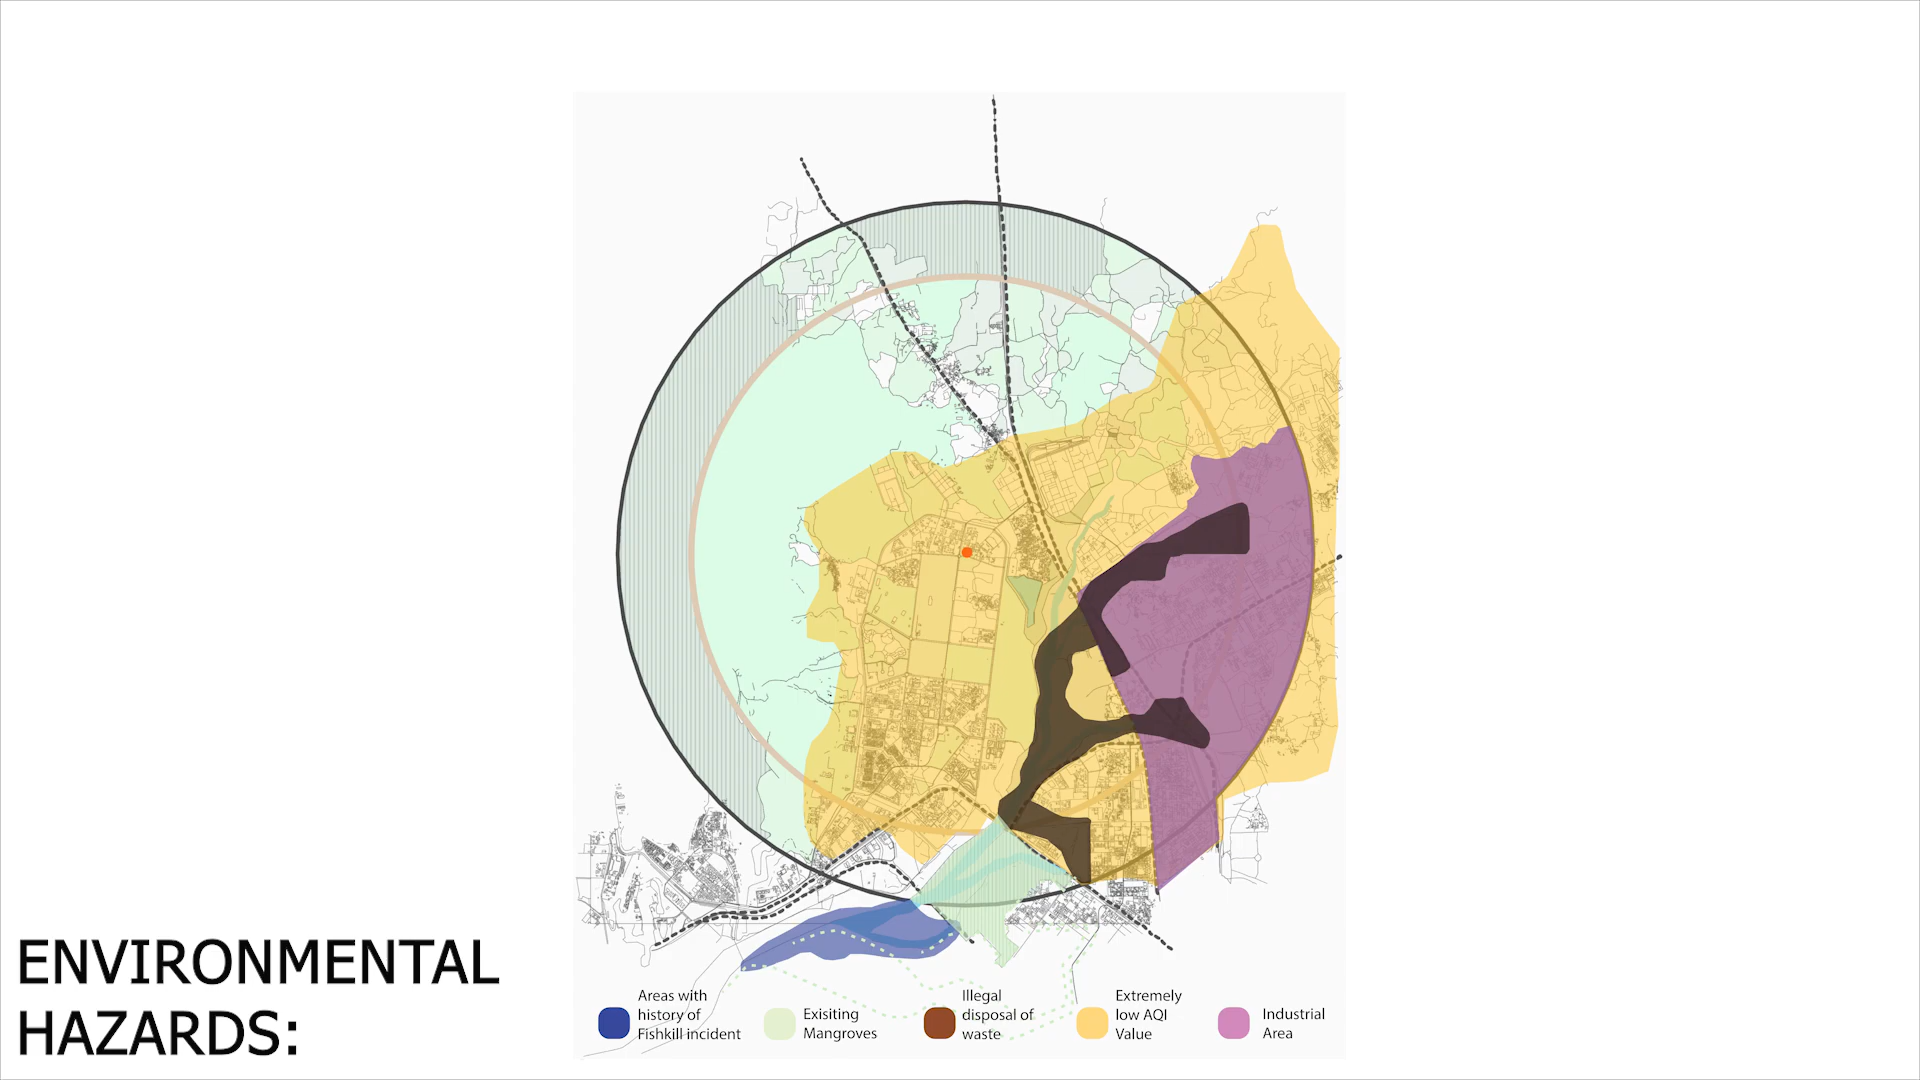 ENVIRONMENTAL
HAZARDS:
Areas with
history of
Fishkill incident
Exisiting
Mangroves
Illegal
disposal of
waste
Extremely
low AQI
Value
Industrial
Area